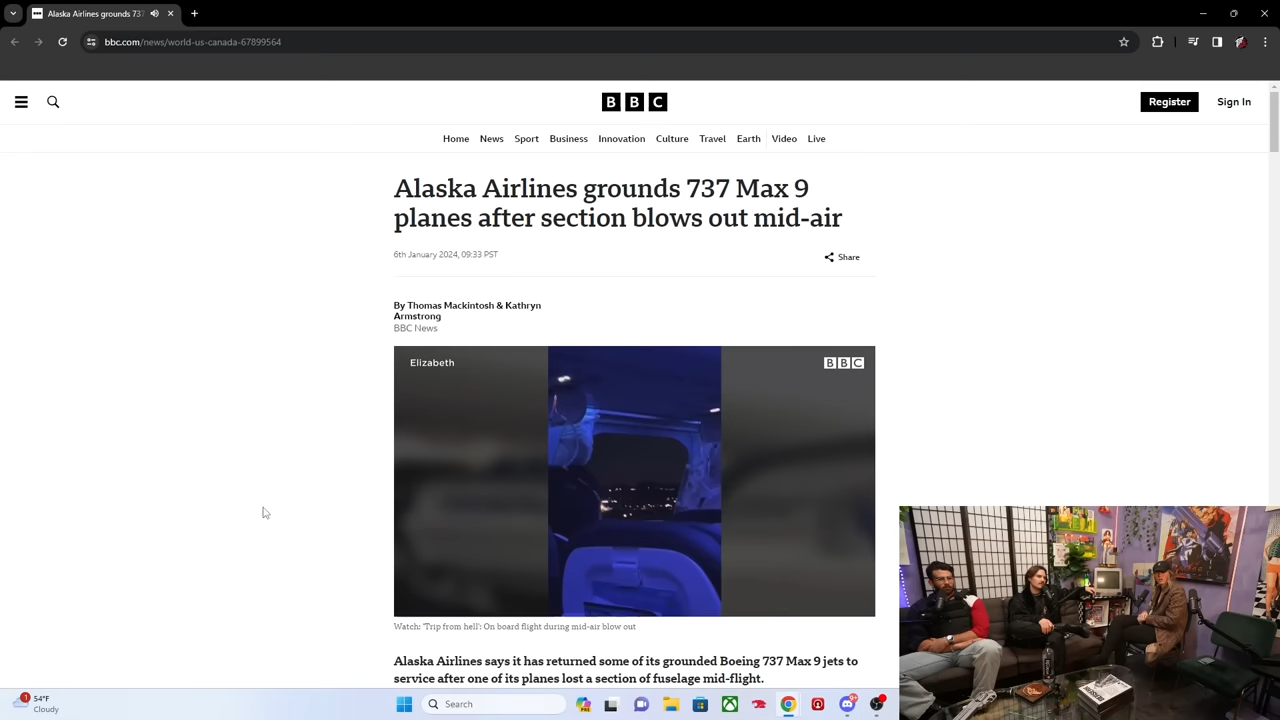 Alaska Airlines grounds 737
bbc.com/news/world-us-canada-67899564
BBC
Register
Sign In
Home
News
Sport
Business
Innovation
Culture
Travel
Earth
Video
Live
Alaska Airlines grounds 737 Max 9
planes after section blows out mid-air
6th January 2024, 09:33 PST
Share
By Thomas Mackintosh & Kathryn
Armstrong
BBC News
Elizabeth
BBC
Watch: 'Trip from hell': On board flight during mid-air blow out
Alaska Airlines says it has returned some of its grounded Boeing 737 Max 9 jets to
service after one of its planes lost a section of fuselage mid-flight.
1
54°F
Cloudy
Search
9+